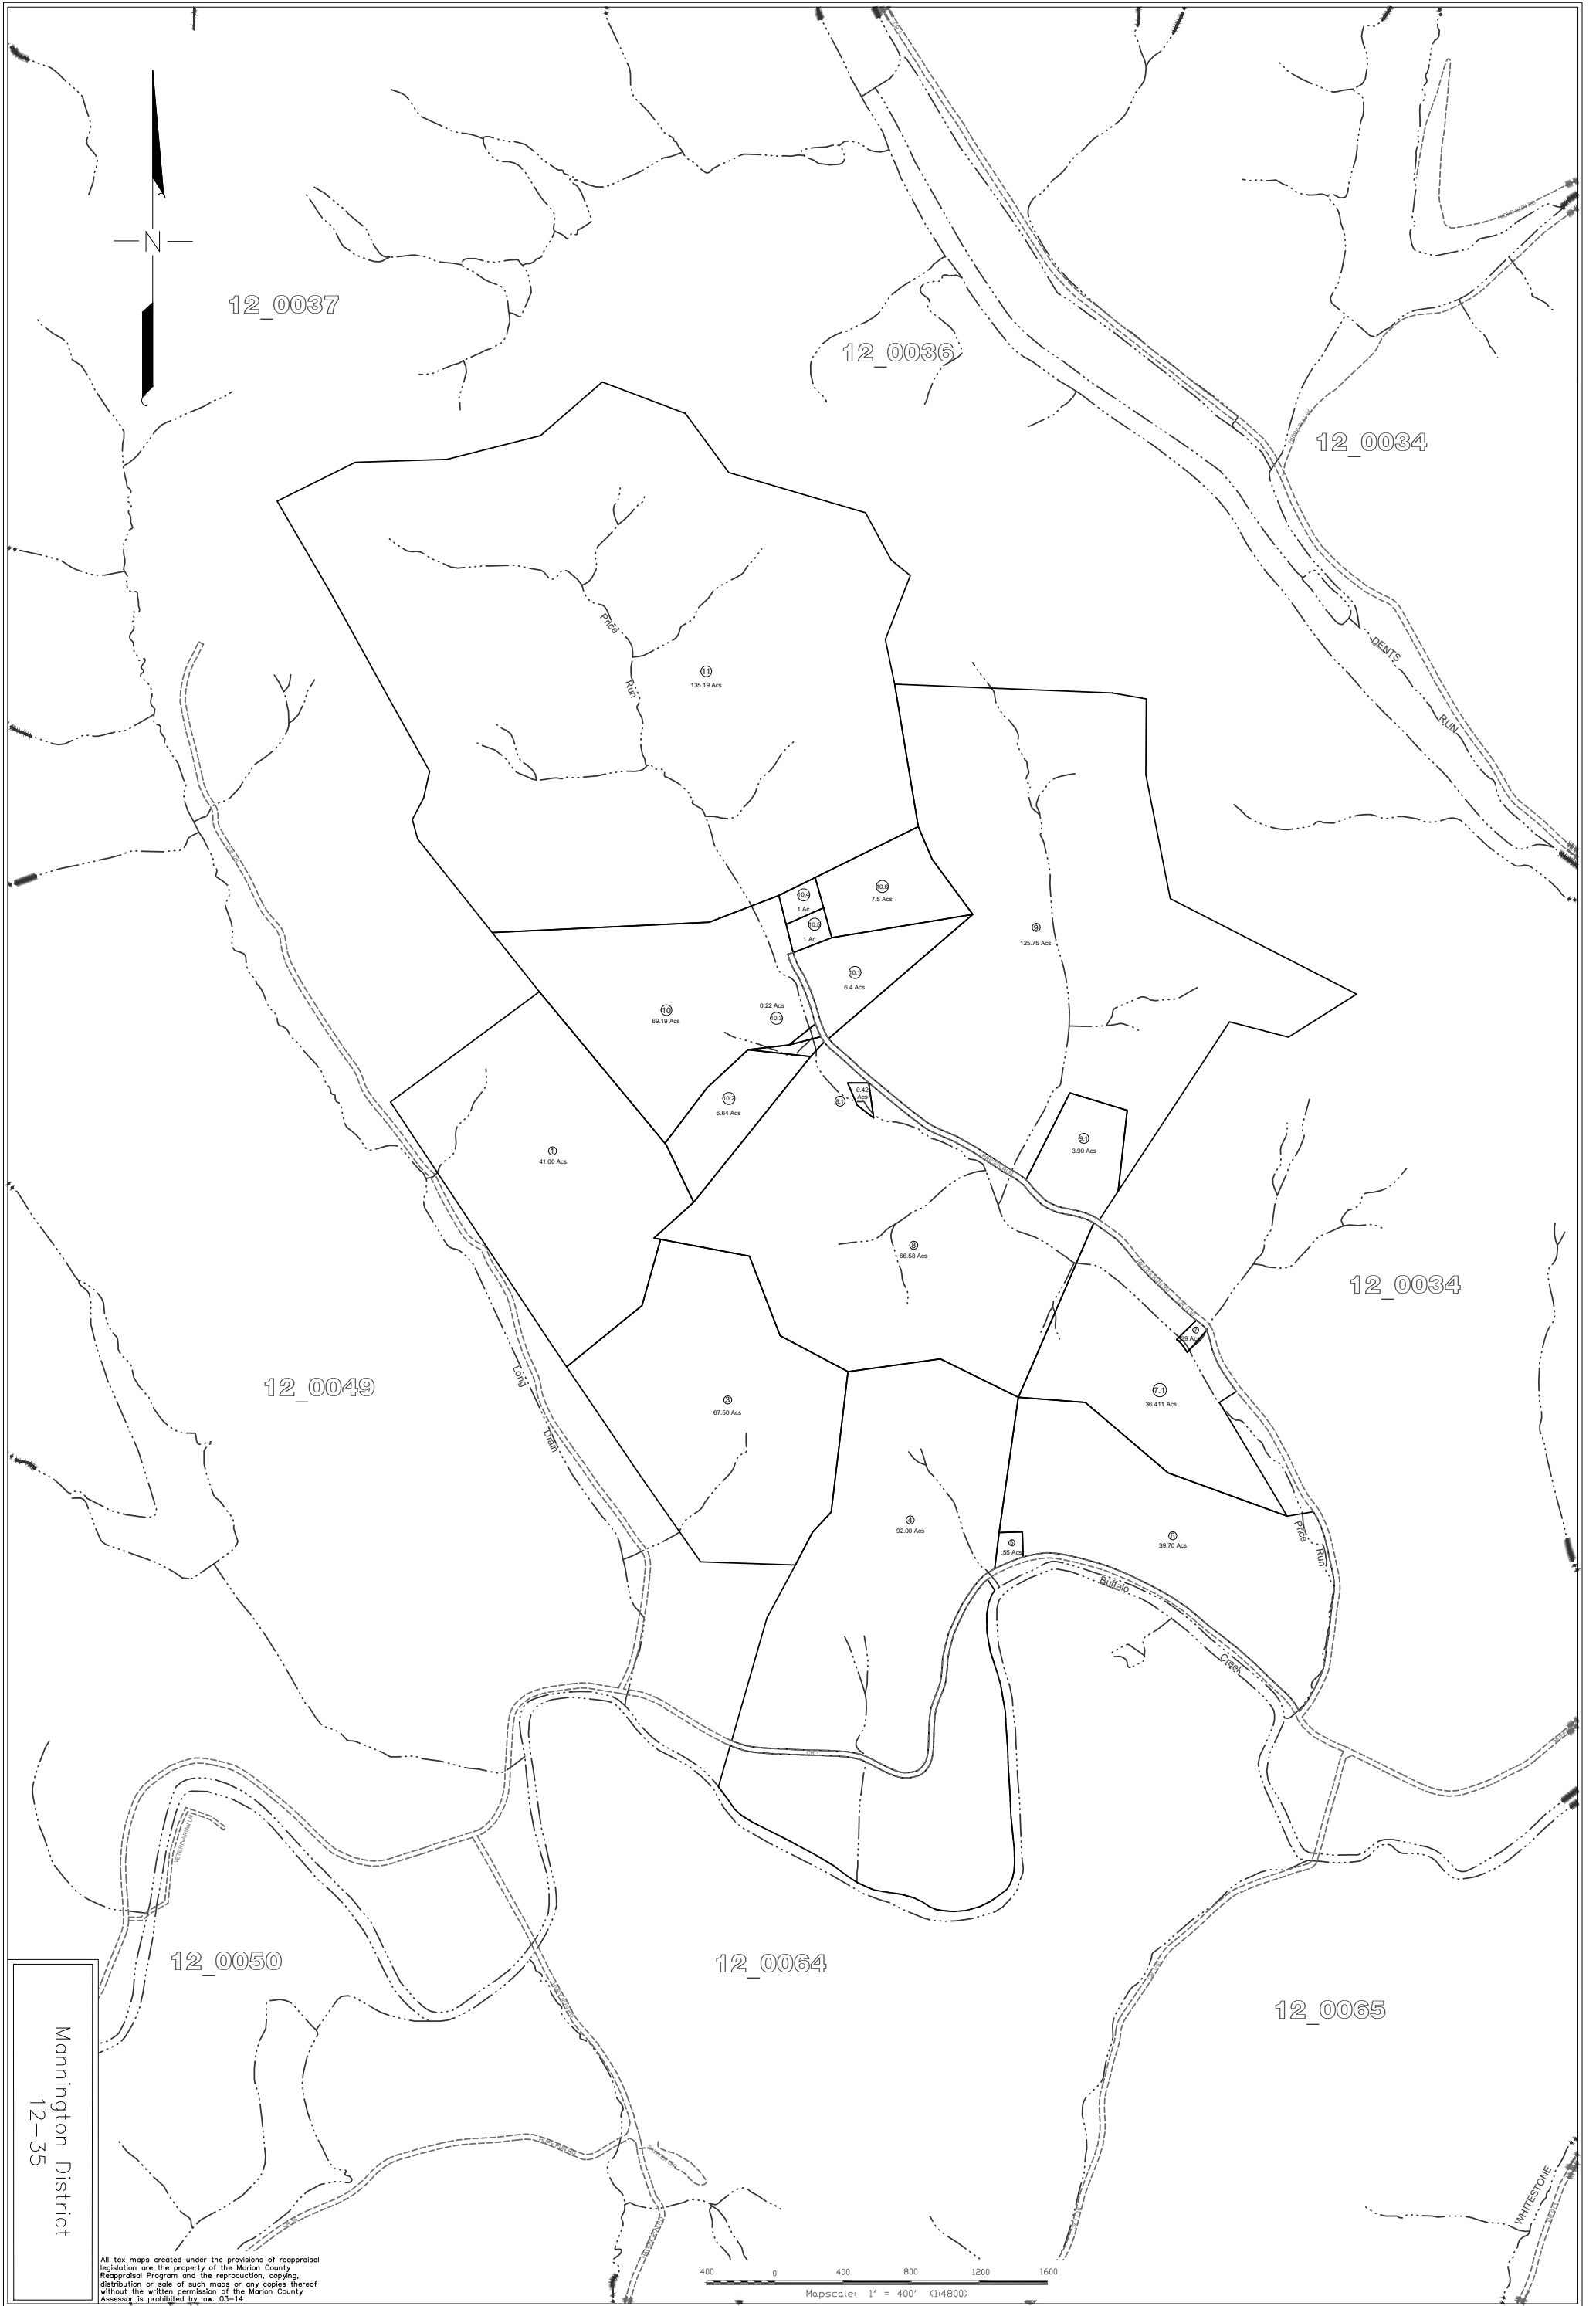 N
12_0037
12_0036
12_0034
Price
Run
11
135.19 Acs
DENTS
RUN
10.4
1 Ac
10.6
7.5 Acs
10.5
1 Ac
9
125.75 Acs
10.1
6.4 Acs
10
69.19 Acs
0.22 Acs
10.3
10.2
6.64 Acs
0.42
Acs
3.90 Acs
1
41.00 Acs
8
66.58 Acs
12_0034
7
7.1
36.411 Acs
12_0049
Long
Drain
3
67.50 Acs
4
92.00 Acs
5
.55 Acs
6
39.70 Acs
Price
Run
Buffalo
Creek
12_0050
12_0064
12_0065
Mannington District
12-35
WHITESTONE
All tax maps created under the provisions of reappraisal
legislation are the property of the Marion County
Reappraisal Program and the reproduction, copying,
distribution or sale of such maps or any copies thereof
without the written permission of the Marion County
Assessor is prohibited by law. 03-14
400 0 400 800 1200 1600
Mapscale: 1" = 400' (1:4800)